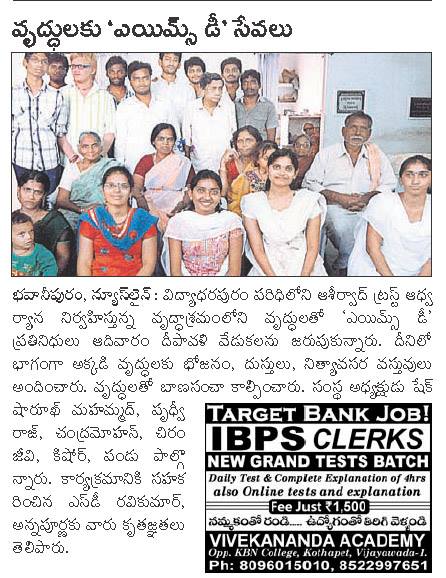 వృద్ధులకు ‘ఎయిమ్స్ డీ’ సేవలు
భవానీపురం, న్యూస్‌లైన్: విద్యాధరపురం పరిధిలోని ఆశీర్వాద్ ట్రస్ట్ ఆధ్వ
ర్యాన నిర్వహిస్తున్న వృద్ధాశ్రమంలోని వృద్ధులతో ‘ఎయిమ్స్ డీ’
ప్రతినిధులు ఆదివారం దీపావళి వేడుకలను జరుపుకున్నారు. దీనిలో
భాగంగా అక్కడి వృద్ధులకు భోజనం, దుస్తులు, నిత్యావసర వస్తువులు
అందించారు. వృద్ధులతో బాణసంచా కాల్పించారు. సంస్థ అధ్యక్షుడు షేక్
షారూఖ్ మహమ్మద్, పృథ్వీ
రాజ్, చంద్రమోహన్, చిరం
జీవి, కిషోర్, పండు పాల్గొ
న్నారు. కార్యక్రమానికి సహక
రించిన ఎస్‌డీ రవికుమార్,
అన్నపూర్ణకు వారు కృతజ్ఞతలు
తెలిపారు.
TARGET BANK JOB!
IBPS CLERKS
NEW GRAND TESTS BATCH
Daily Test & Complete Explanation of 4hrs
also Online tests and explanation
Fee Just ₹1,500
నమ్మకంతో రండి.... ఉద్యోగంతో తిరిగి వెళ్ళండి
VIVEKANANDA ACADEMY
Opp. KBN College, Kothapet, Vijayawada-1.
Ph: 8096015010, 8522997651